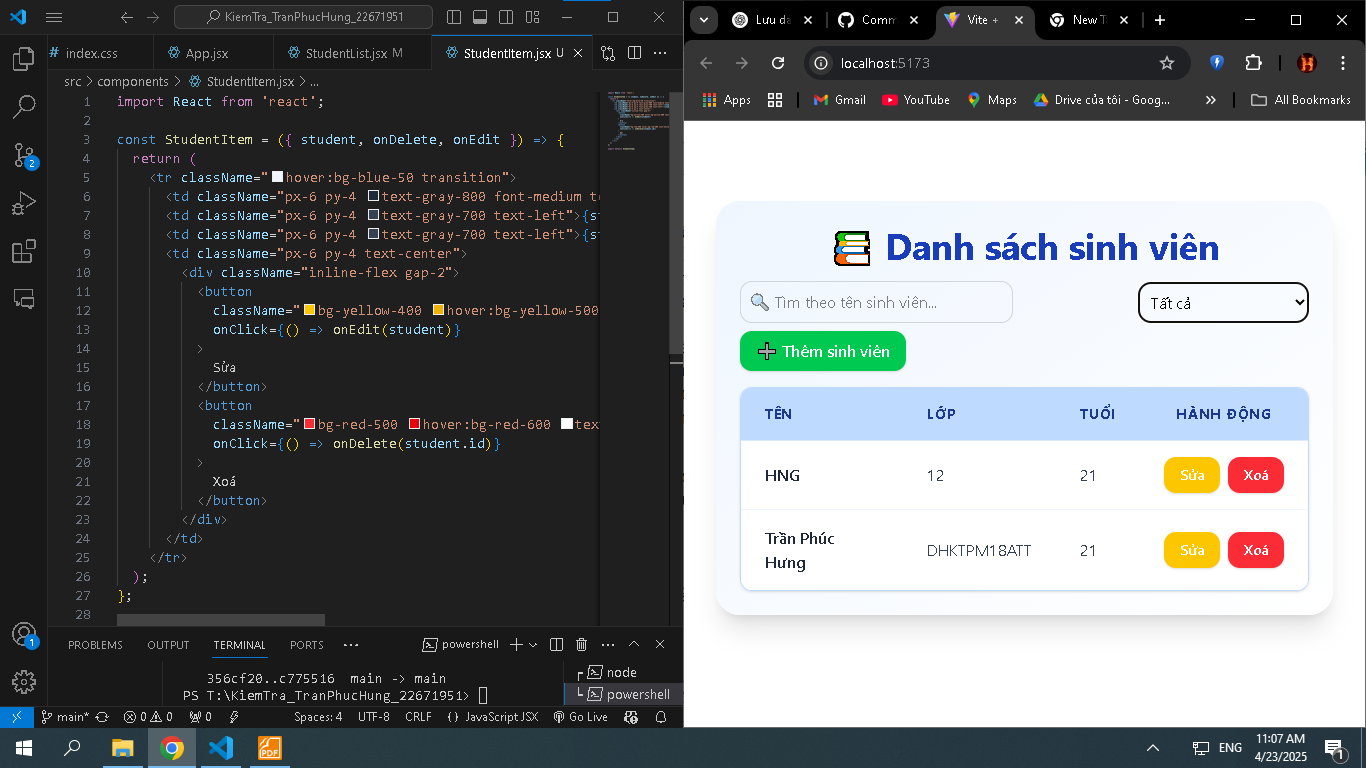 KiemTra_TranPhucHung_22671951
index.css
App.jsx
StudentList.jsx M
StudentItem.jsx U
src > components > StudentItem.jsx > ...
1 import React from 'react';
2
3 const StudentItem = ({ student, onDelete, onEdit }) => {
4 return (
5 <tr className="hover:bg-blue-50 transition">
6 <td className="px-6 py-4 text-gray-800 font-medium te
7 <td className="px-6 py-4 text-gray-700 text-left">{st
8 <td className="px-6 py-4 text-gray-700 text-left">{st
9 <td className="px-6 py-4 text-center">
10 <div className="inline-flex gap-2">
11 <button
12 className="bg-yellow-400 hover:bg-yellow-500
13 onClick={() => onEdit(student)}
14 >
15 Sửa
16 </button>
17 <button
18 className="bg-red-500 hover:bg-red-600 tex
19 onClick={() => onDelete(student.id)}
20 >
21 Xoá
22 </button>
23 </div>
24 </td>
25 </tr>
26 );
27 };
28
PROBLEMS OUTPUT TERMINAL PORTS ...
powershell
356cf20..c775516 main -> main
PS T:\KiemTra_TranPhucHung_22671951>
node
powershell
main* 0 0 0 Spaces: 4 UTF-8 CRLF {} JavaScript JSX Go Live
2
1
Lưu da
Comm
Vite +
New T
localhost:5173
Apps Gmail YouTube Maps Drive của tôi - Goog... » All Bookmarks
Danh sách sinh viên
Tìm theo tên sinh viên...
Tất cả
Thêm sinh viên
TÊN LỚP TUỔI HÀNH ĐỘNG
HNG 12 21 Sửa Xoá
Trần Phúc Hưng DHKTPM18ATT 21 Sửa Xoá
PDF
ENG
11:07 AM
4/23/2025
1